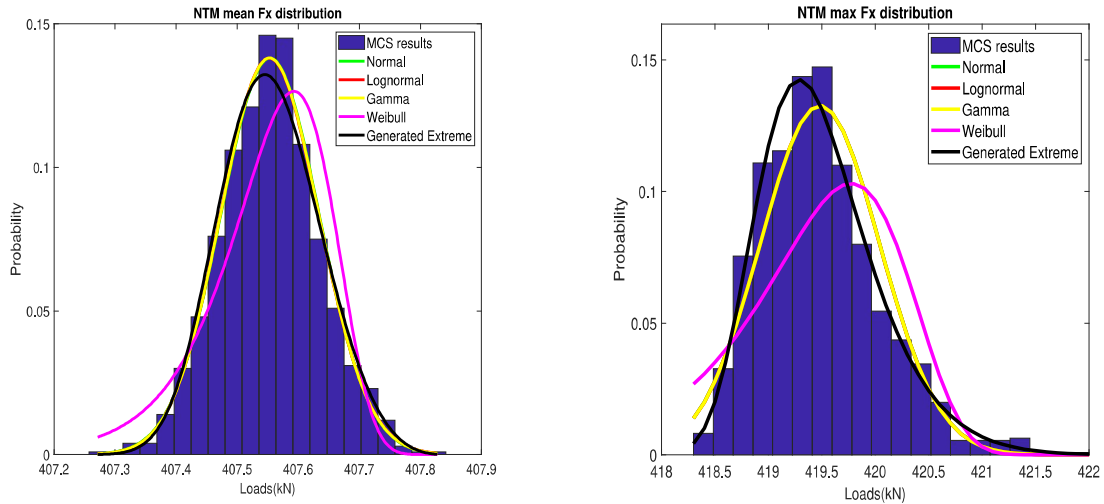 NTM mean Fx distribution
0.15
0.1
0.05
0
Probability
MCS results
Normal
Lognormal
Gamma
Weibull
Generated Extreme
407.2 407.3 407.4 407.5 407.6 407.7 407.8 407.9
Loads(kN)
NTM max Fx distribution
0.15
0.1
0.05
0
Probability
MCS results
Normal
Lognormal
Gamma
Weibull
Generated Extreme
418 418.5 419 419.5 420 420.5 421 421.5 422
Loads(kN)